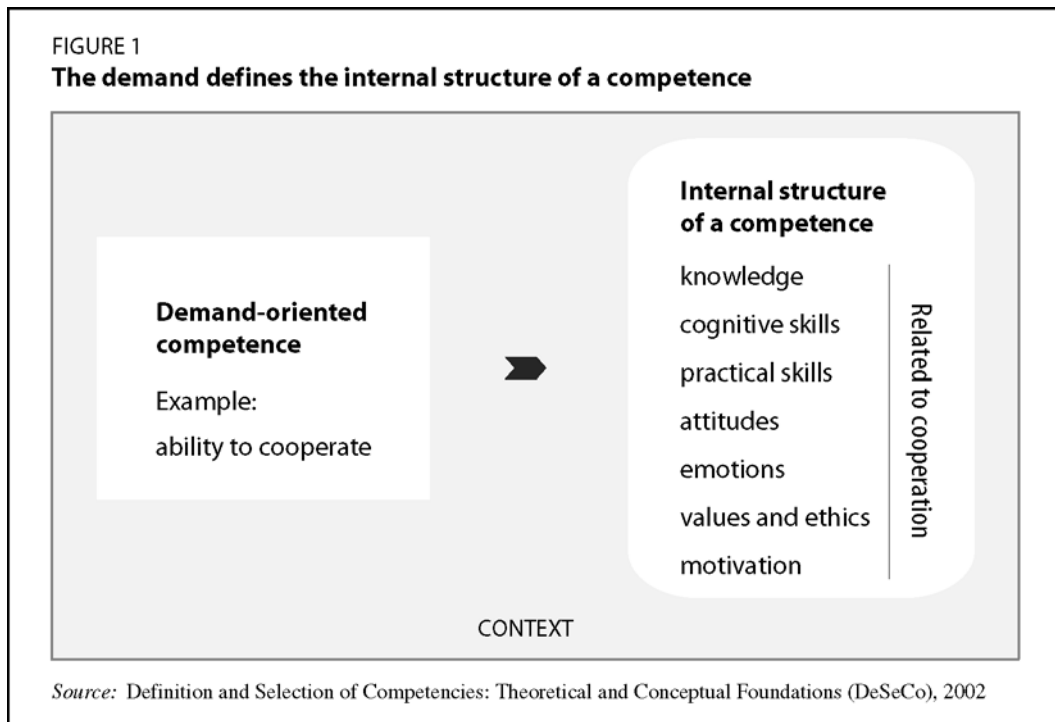 FIGURE 1
The demand defines the internal structure of a competence
Demand-oriented
competence
Example:
ability to cooperate
Internal structure
of a competence
knowledge
cognitive skills
practical skills
attitudes
emotions
values and ethics
motivation
Related to cooperation
CONTEXT
Source: Definition and Selection of Competencies: Theoretical and Conceptual Foundations (DeSeCo), 2002